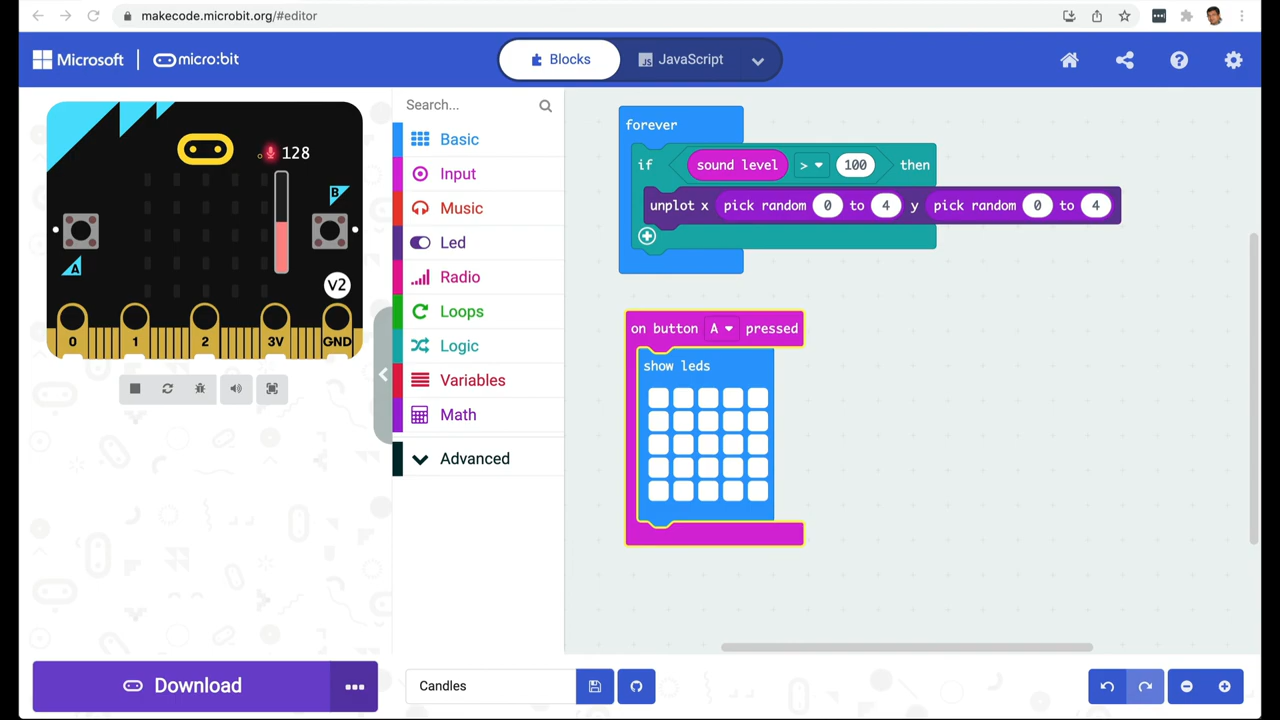 makecode.microbit.org/#editor
Microsoft micro:bit
Blocks
JavaScript
128
B
A
V2
0 1 2 3V GND
Search...
Basic
Input
Music
Led
Radio
Loops
Logic
Variables
Math
Advanced
forever
if sound level > 100 then
unplot x pick random 0 to 4 y pick random 0 to 4
on button A pressed
show leds
Download
Candles